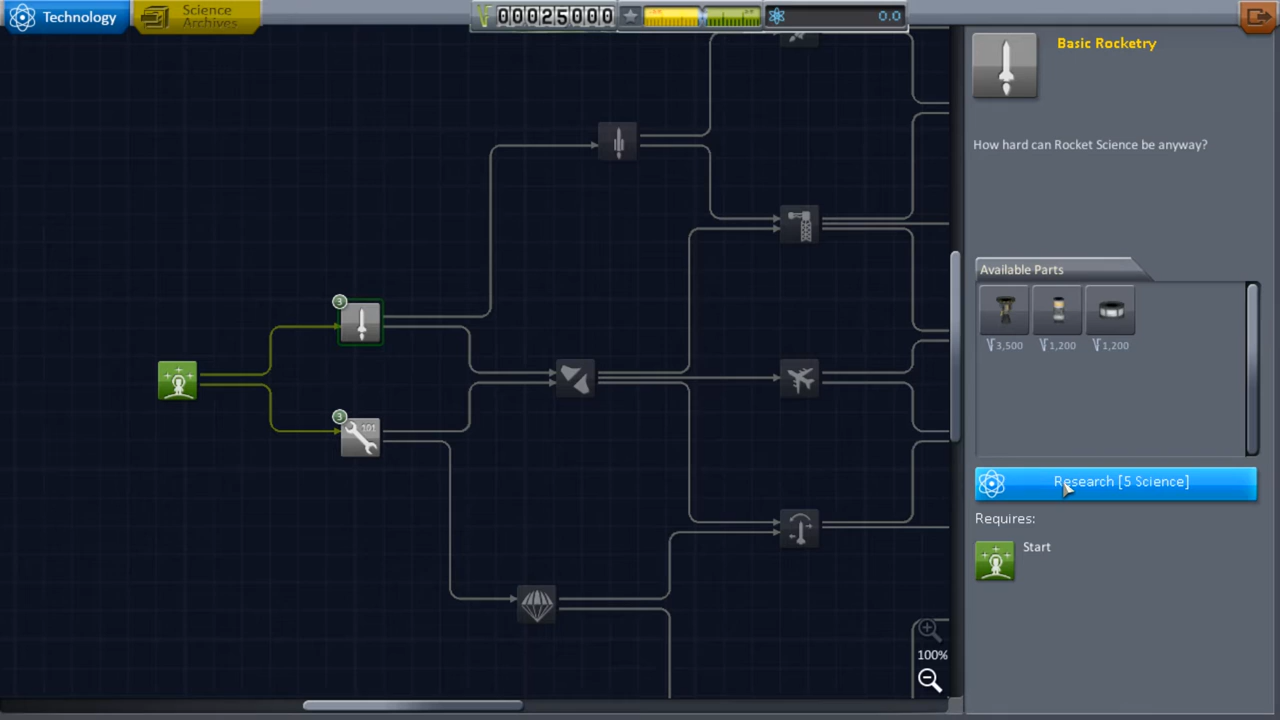 Technology
Science
Archives
00025000
0.0
Basic Rocketry
How hard can Rocket Science be anyway?
Available Parts
3,500
1,200
1,200
Research [5 Science]
Requires:
Start
3
3
101
100%